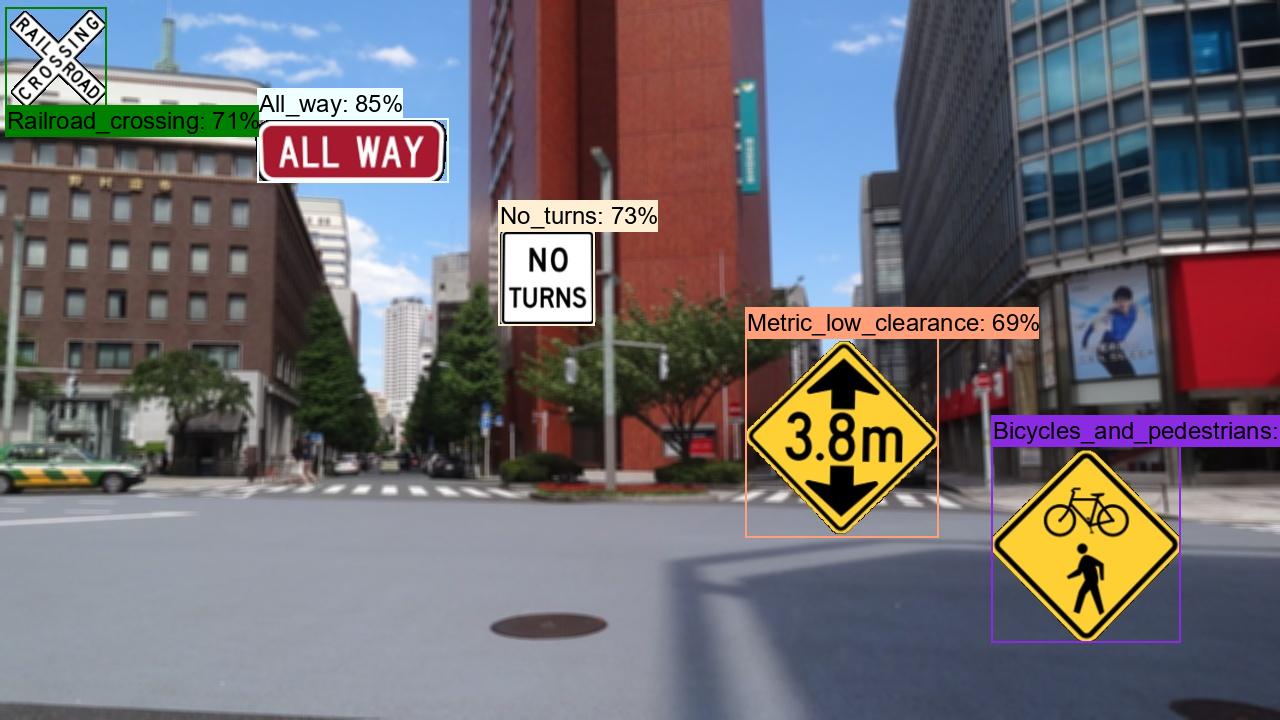 RAILROAD
CROSSING
Railroad_crossing: 71%
All_way: 85%
ALL WAY
No_turns: 73%
NO
TURNS
Metric_low_clearance: 69%
3.8m
Bicycles_and_pedestrians: